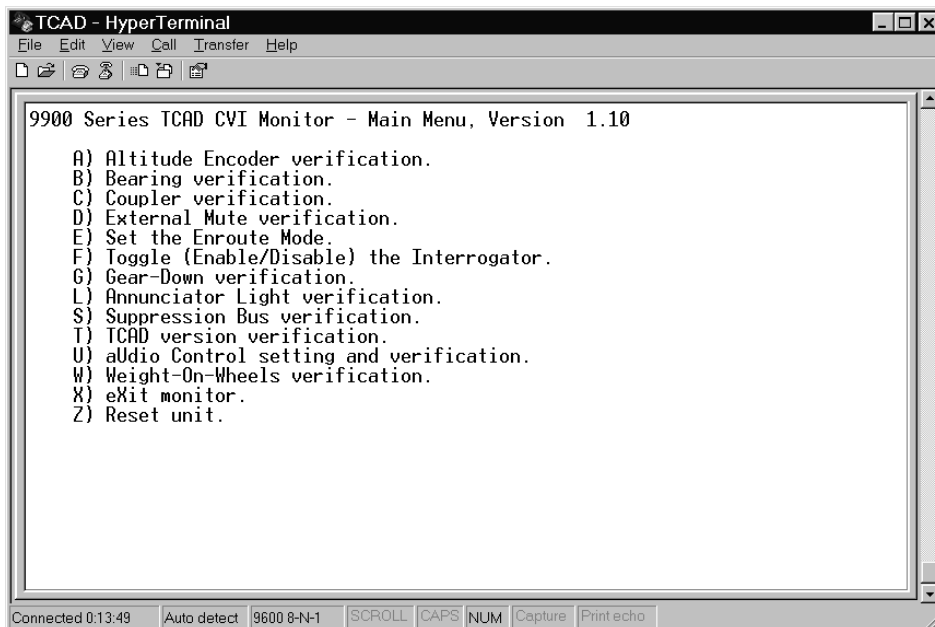 TCAD - HyperTerminal
File Edit View Call Transfer Help
9900 Series TCAD CVI Monitor - Main Menu, Version 1.10
A) Altitude Encoder verification.
B) Bearing verification.
C) Coupler verification.
D) External Mute verification.
E) Set the Enroute Mode.
F) Toggle (Enable/Disable) the Interrogator.
G) Gear-Down verification.
L) Annunciator Light verification.
S) Suppression Bus verification.
T) TCAD version verification.
U) aUdio Control setting and verification.
W) Weight-On-Wheels verification.
X) eXit monitor.
Z) Reset unit.
Connected 0:13:49 Auto detect 9600 8-N-1 SCROLL CAPS NUM Capture Print echo